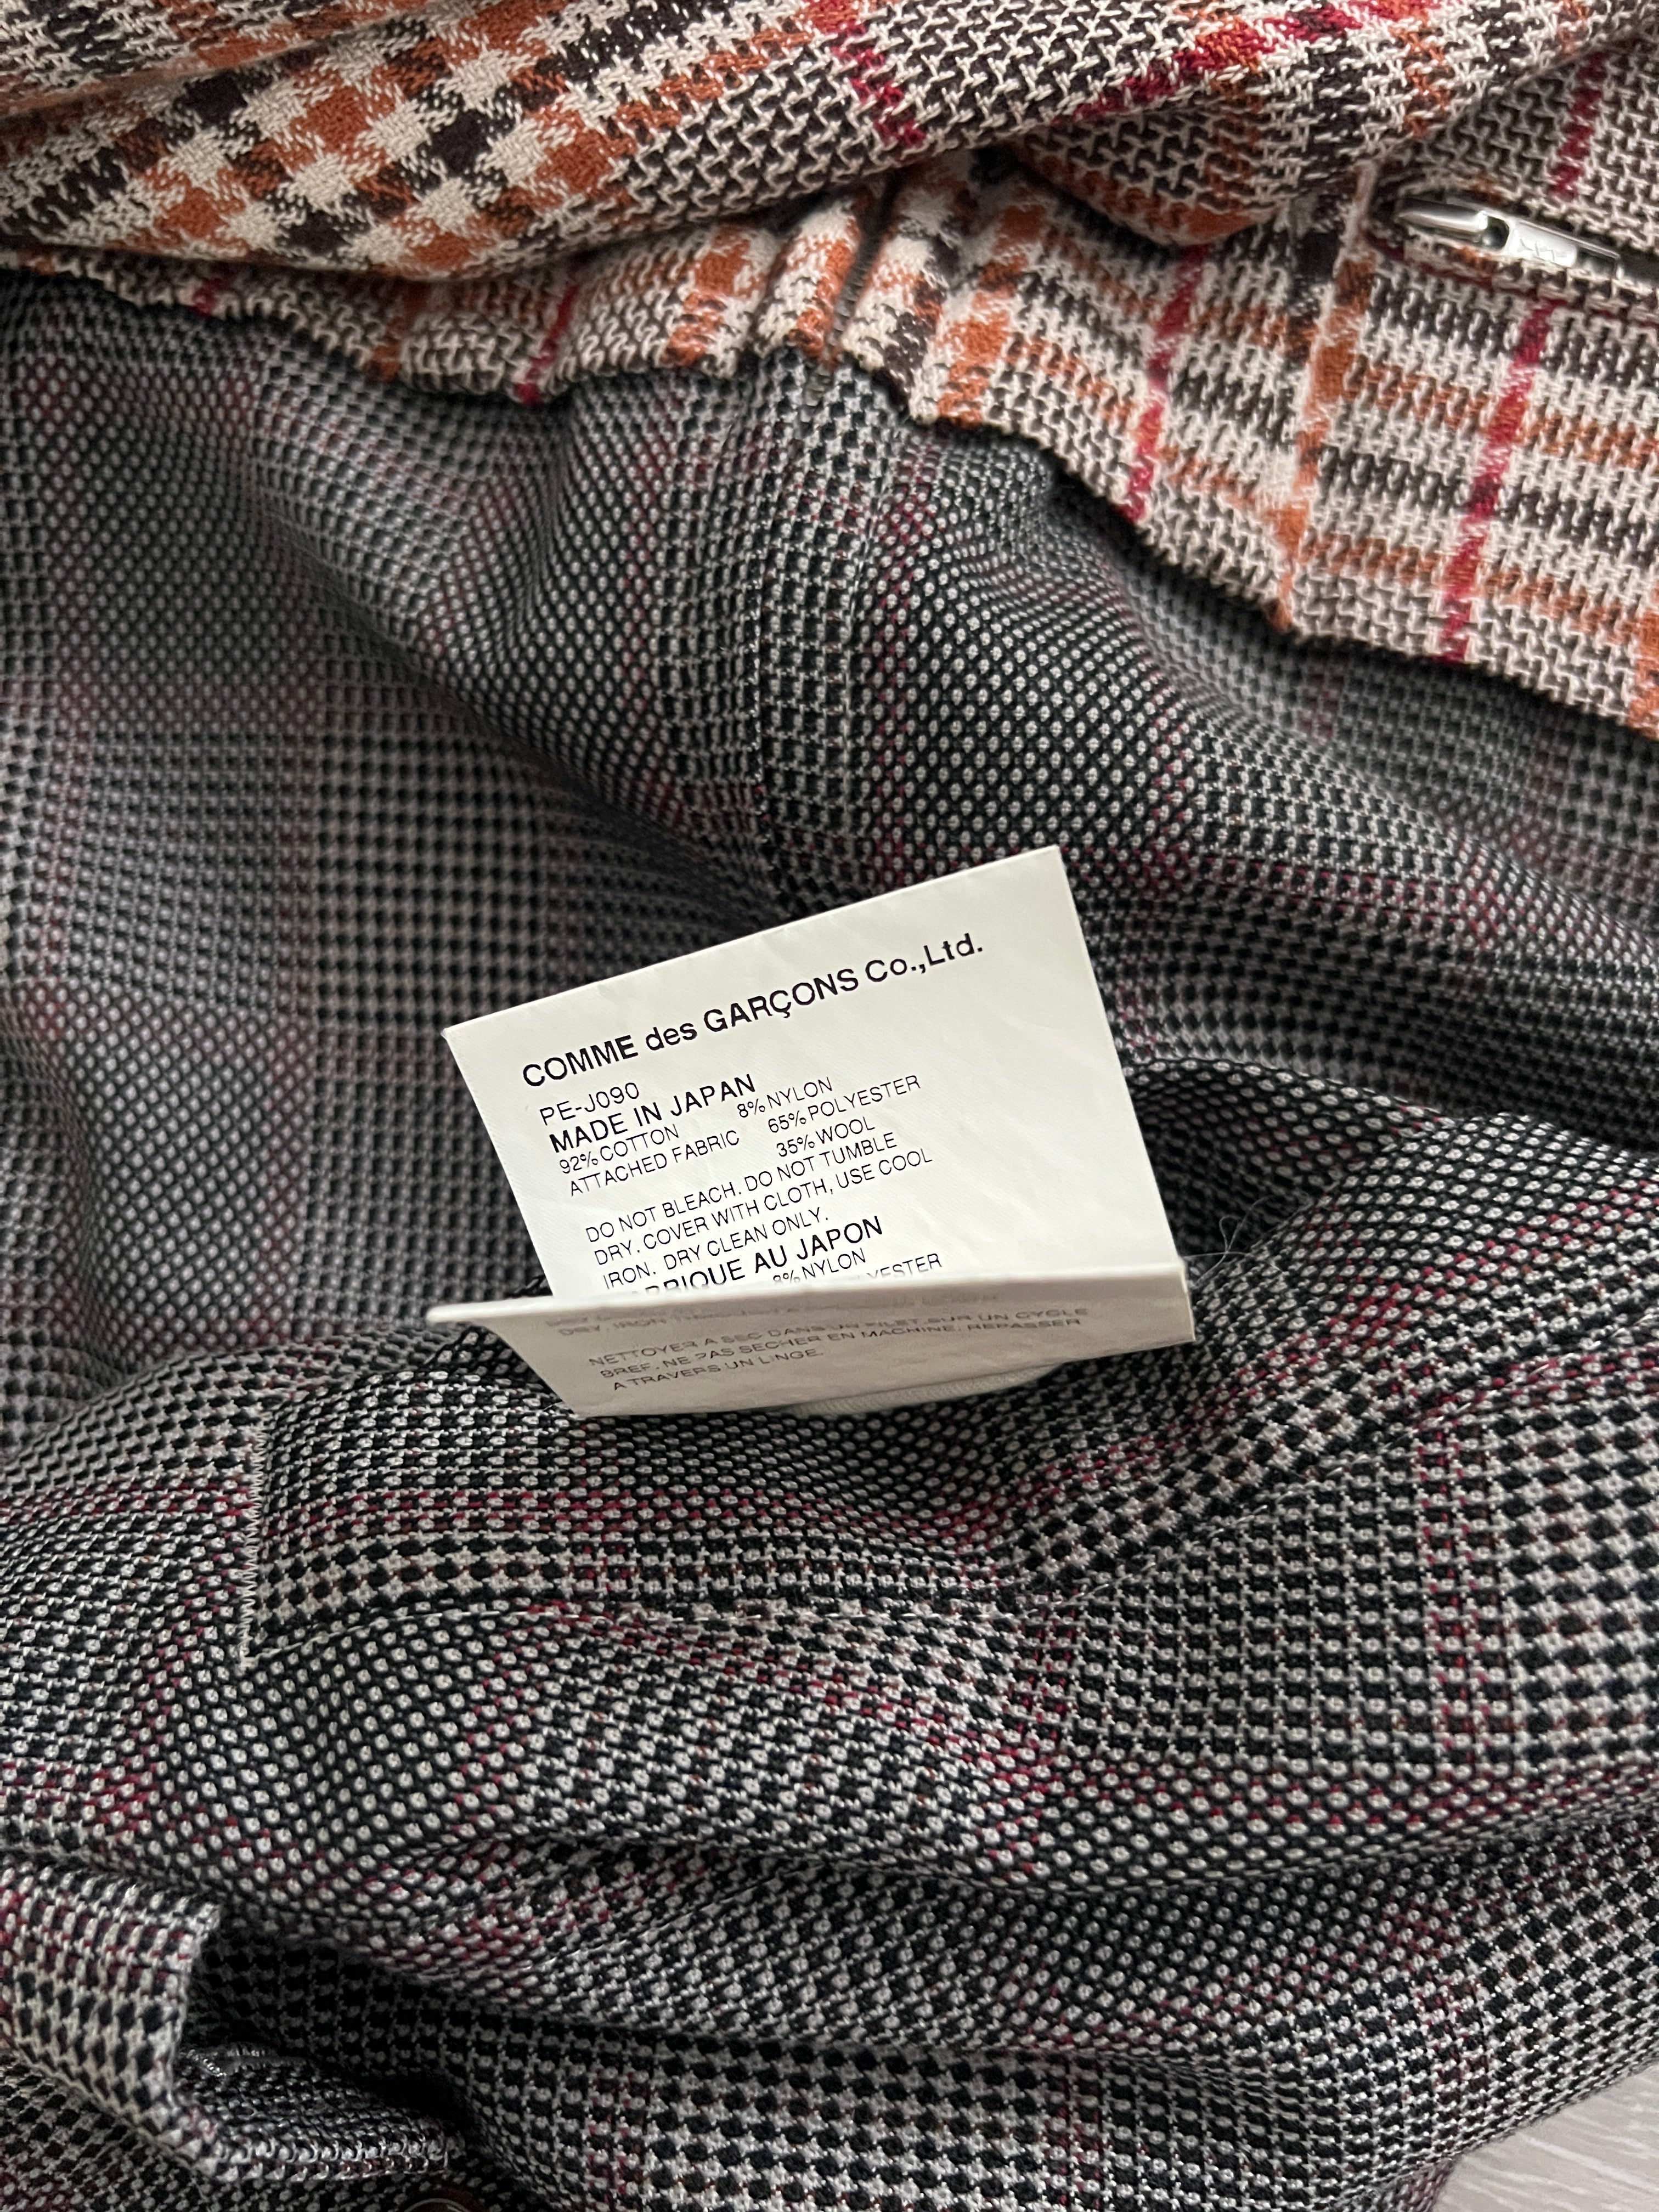 COMME des GARÇONS Co.,Ltd.
PE-J090
MADE IN JAPAN
92% COTTON 8% NYLON
ATTACHED FABRIC 65% POLYESTER
35% WOOL
DO NOT BLEACH. DO NOT TUMBLE
DRY. COVER WITH CLOTH, USE COOL
IRON. DRY CLEAN ONLY.
AU JAPON
8% NYLON
NETTOYER A SEC DANS UN FILET SUR UN CYCLE
BREF. NE PAS SECHER EN MACHINE. REPASSER
A TRAVERS UN LINGE.